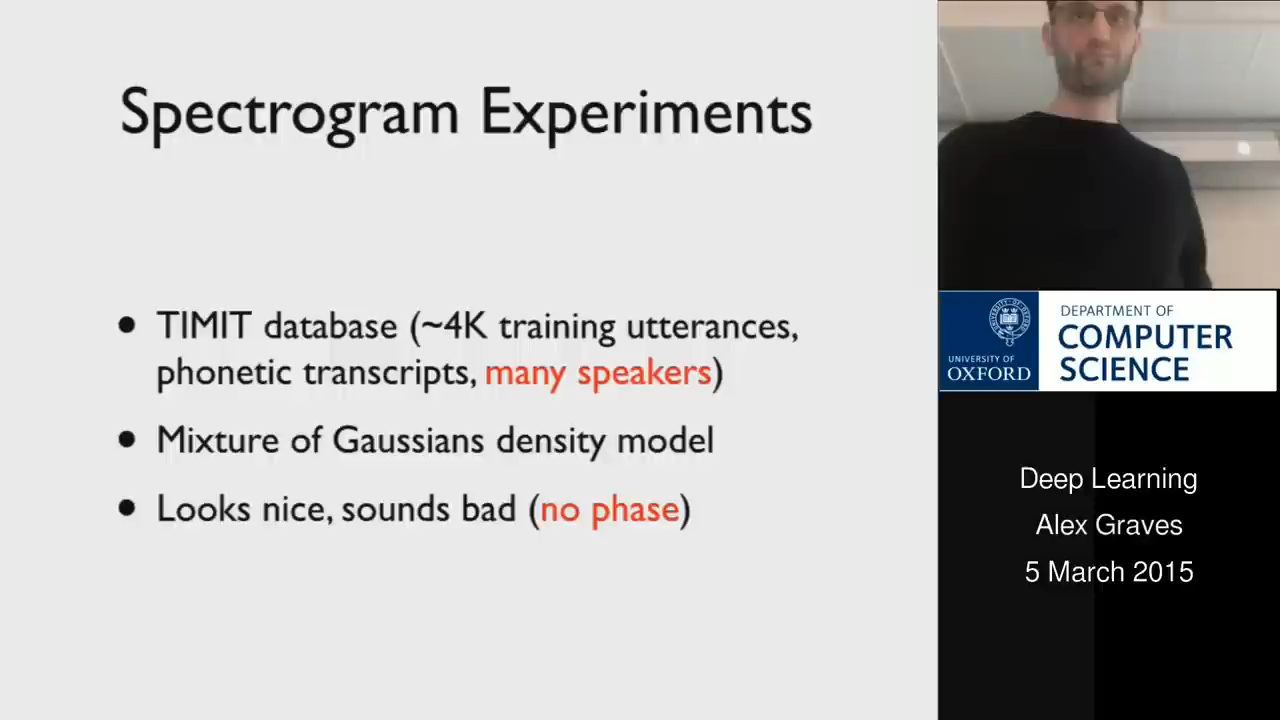 Spectrogram Experiments
• TIMIT database (~4K training utterances,
phonetic transcripts, many speakers)
• Mixture of Gaussians density model
• Looks nice, sounds bad (no phase)
UNIVERSITY OF
OXFORD
DEPARTMENT OF
COMPUTER
SCIENCE
Deep Learning
Alex Graves
5 March 2015